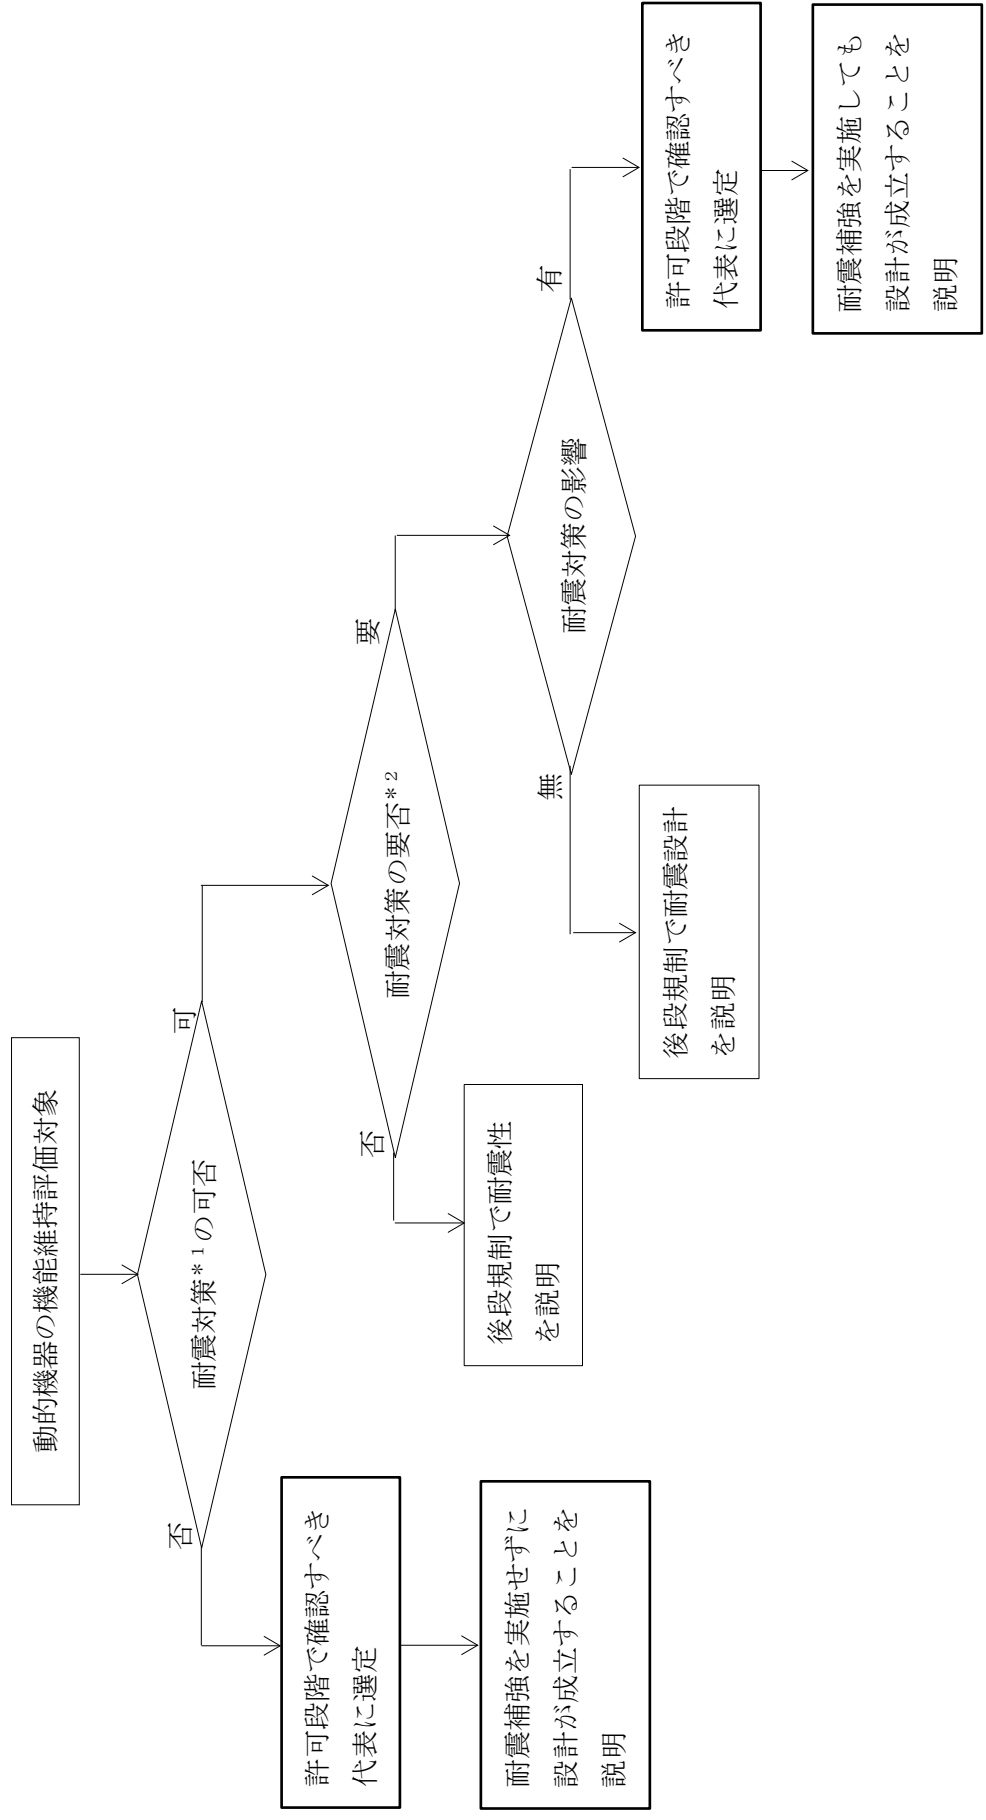 動的機器の機能維持評価対象
耐震対策*1の可否
否
可
許可段階で確認すべき
代表に選定
耐震補強を実施せずに
設計が成立することを
説明
耐震対策の要否*2
否
要
後段規制で耐震性
を説明
耐震対策の影響
無
有
後段規制で耐震設計
を説明
許可段階で確認すべき
代表に選定
耐震補強を実施しても
設計が成立することを
説明